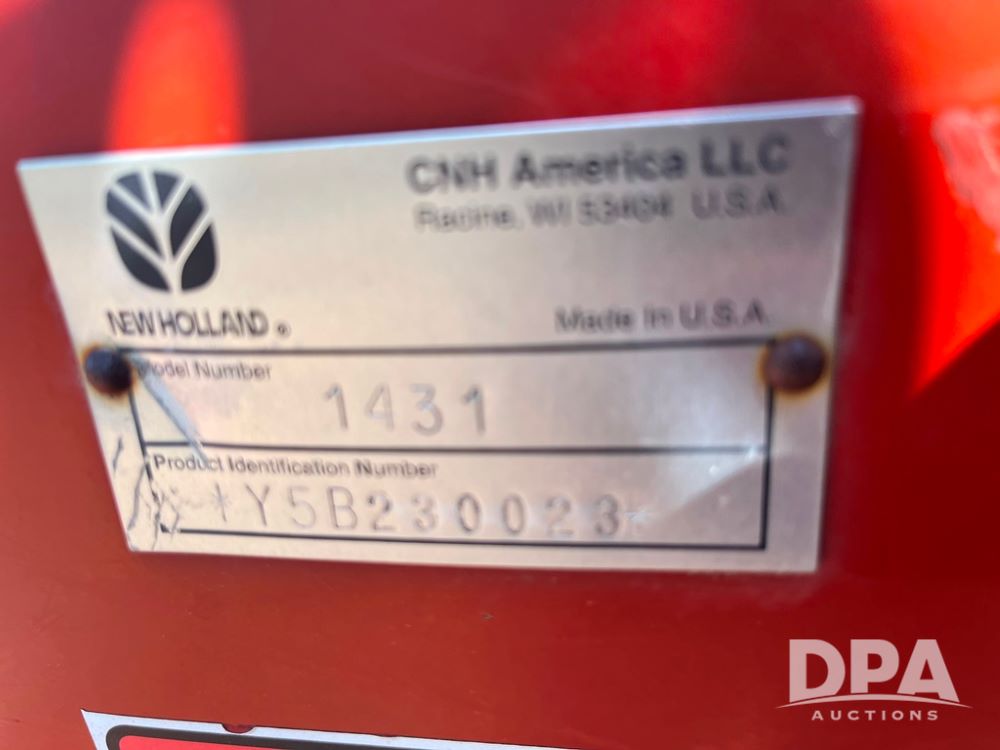 CNH America LLC
Racine, WI 53404 U.S.A.
NEW HOLLAND ®
Made in U.S.A.
Model Number
1431
Product Identification Number
*Y5B230023*
DPA
AUCTIONS